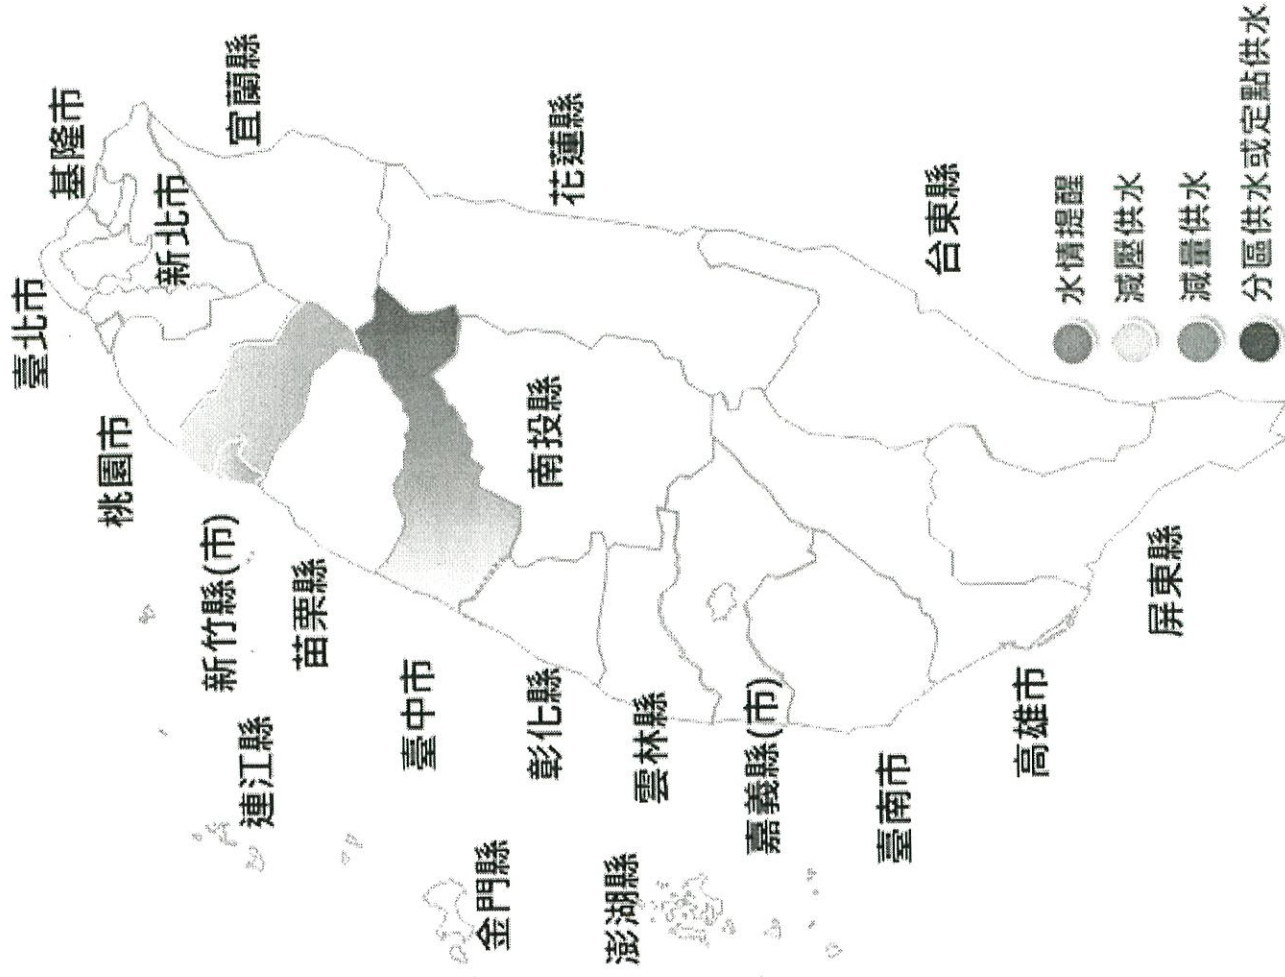 臺北市
基隆市
新北市
宜蘭縣
桃園市
新竹縣(市)
苗栗縣
連江縣
臺中市
南投縣
花蓮縣
彰化縣
金門縣
雲林縣
澎湖縣
嘉義縣(市)
臺南市
高雄市
屏東縣
台東縣
水情提醒
減壓供水
減量供水
分區供水或定點供水